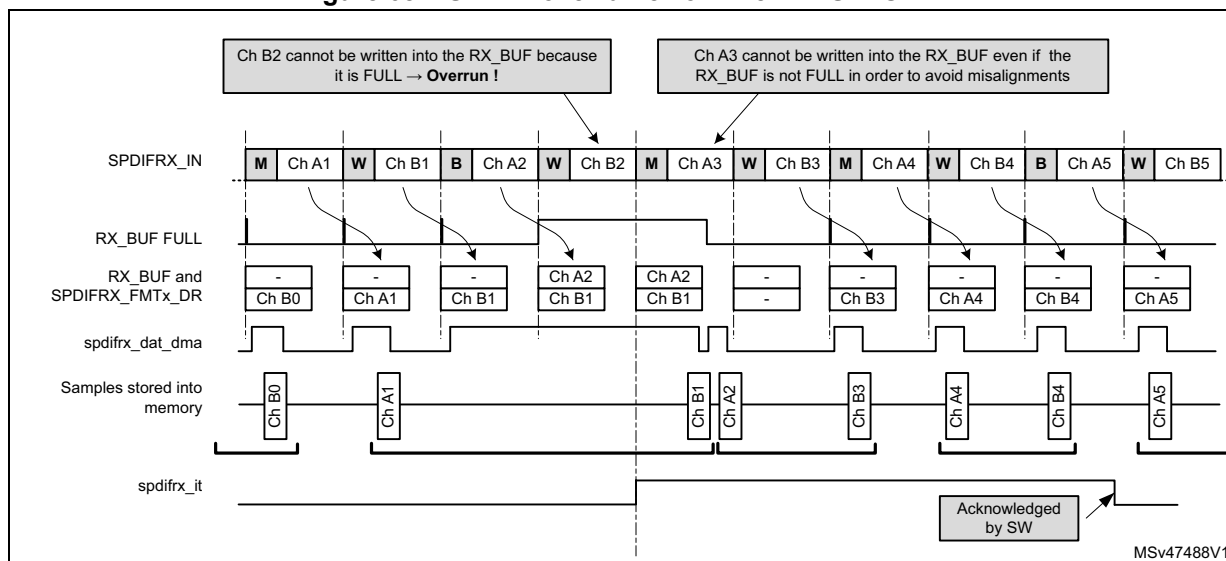 Ch B2 cannot be written into the RX_BUF because
it is FULL → Overrun !
Ch A3 cannot be written into the RX_BUF even if the
RX_BUF is not FULL in order to avoid misalignments
SPDIFRX_IN M Ch A1 W Ch B1 B Ch A2 W Ch B2 M Ch A3 W Ch B3 M Ch A4 W Ch B4 B Ch A5 W Ch B5
RX_BUF FULL
RX_BUF and
SPDIFRX_FMTx_DR
- - - Ch A2 Ch A2 - - - - -
Ch B0 Ch A1 Ch B1 Ch B1 Ch B1 - Ch B3 Ch A4 Ch B4 Ch A5
spdifrx_dat_dma
Samples stored into
memory
Ch B0 Ch A1 Ch B1 Ch A2 Ch B3 Ch A4 Ch B4 Ch A5
spdifrx_it
Acknowledged
by SW
MSv47488V1